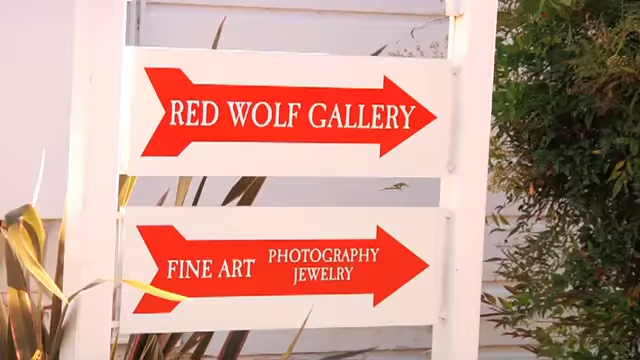 RED WOLF GALLERY
FINE ART
PHOTOGRAPHY
JEWELRY